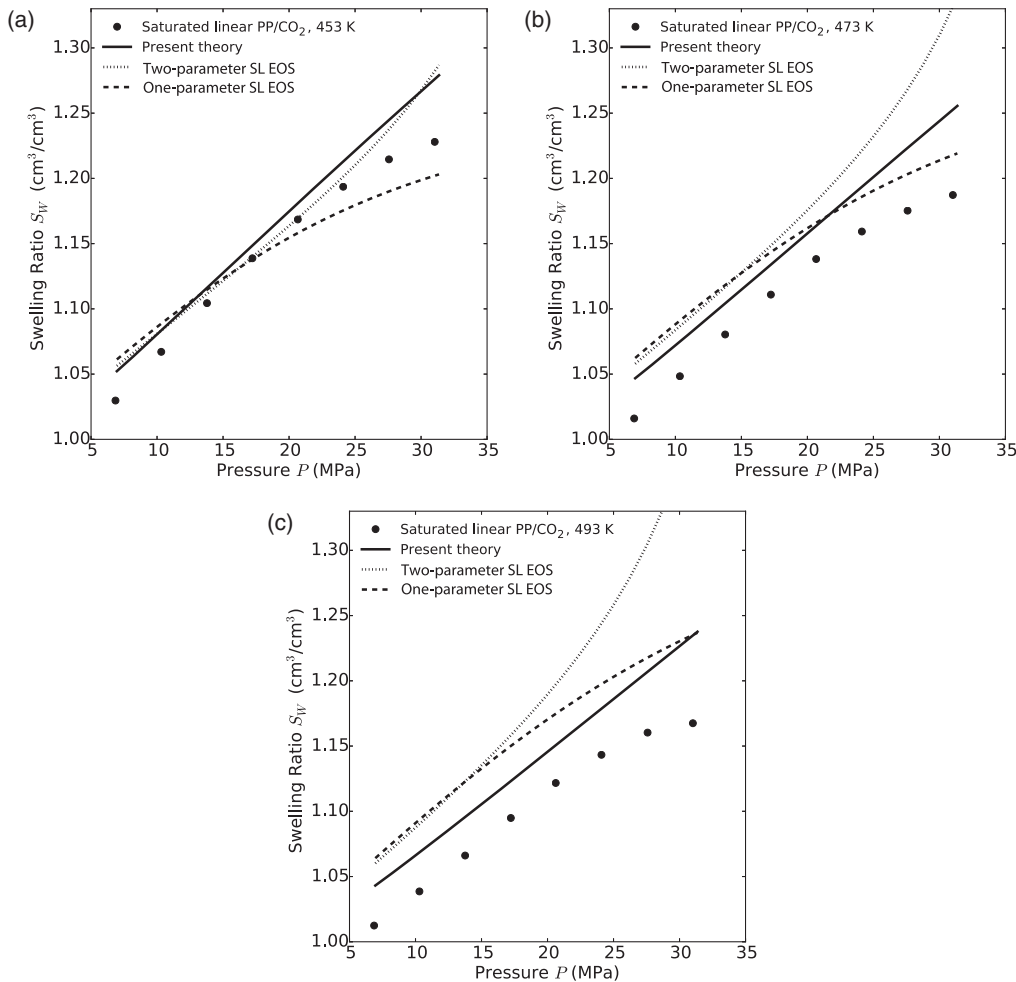 (a)
Saturated linear PP/CO₂, 453 K
Present theory
Two-parameter SL EOS
One-parameter SL EOS
1.30
1.25
1.20
1.15
1.10
1.05
1.00
Swelling Ratio S_W (cm³/cm³)
5 10 15 20 25 30 35
Pressure P (MPa)
(b)
Saturated linear PP/CO₂, 473 K
Present theory
Two-parameter SL EOS
One-parameter SL EOS
1.30
1.25
1.20
1.15
1.10
1.05
1.00
Swelling Ratio S_W (cm³/cm³)
5 10 15 20 25 30 35
Pressure P (MPa)
(c)
Saturated linear PP/CO₂, 493 K
Present theory
Two-parameter SL EOS
One-parameter SL EOS
1.30
1.25
1.20
1.15
1.10
1.05
1.00
Swelling Ratio S_W (cm³/cm³)
5 10 15 20 25 30 35
Pressure P (MPa)